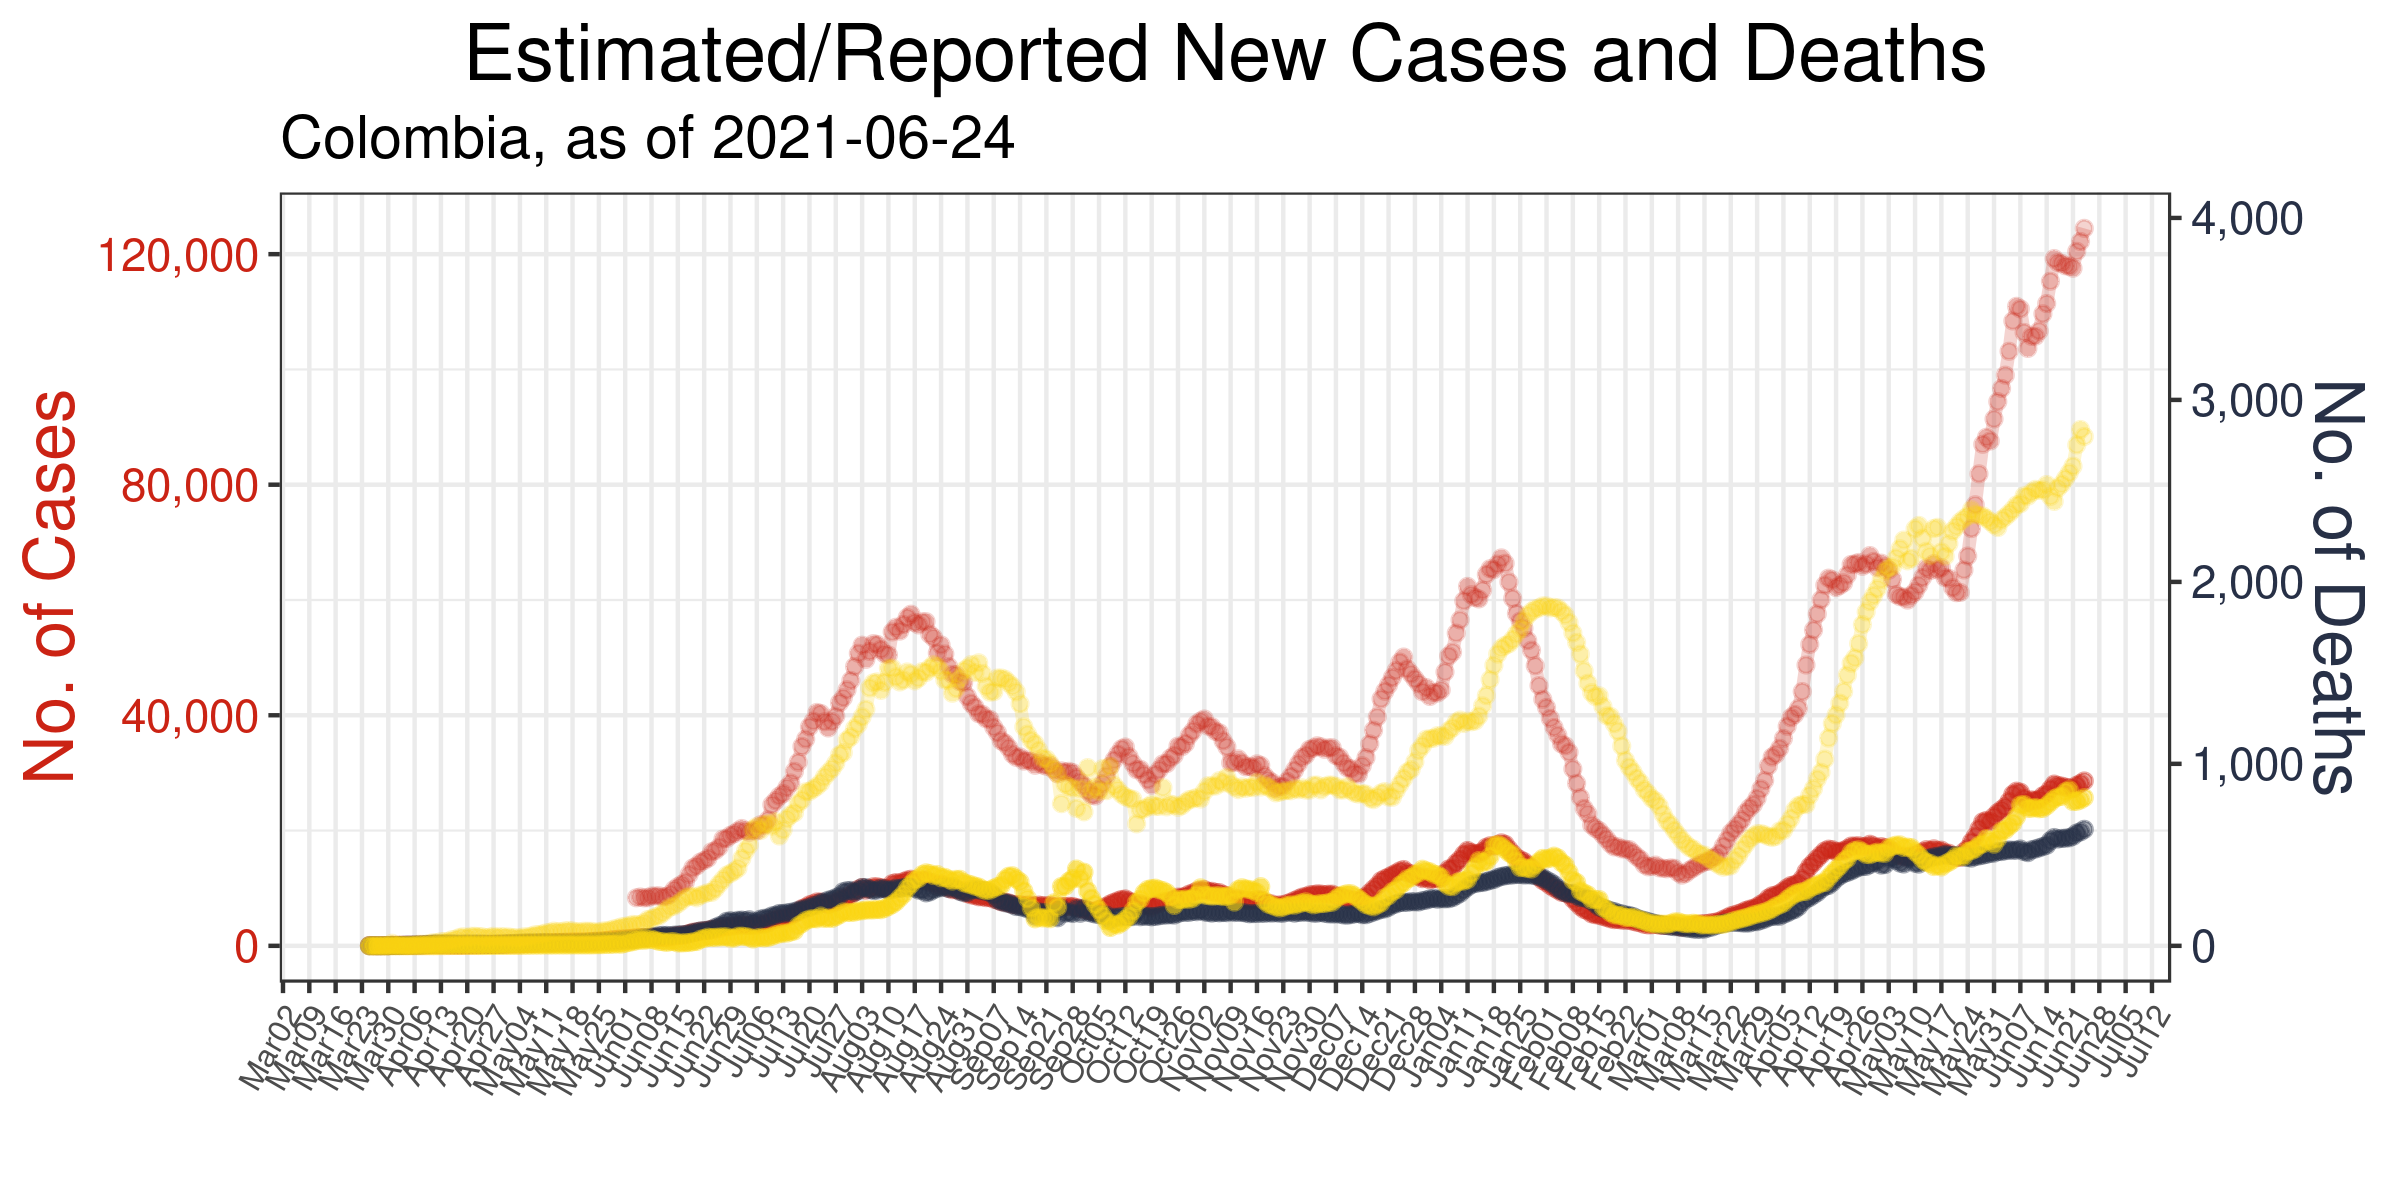 Estimated/Reported New Cases and Deaths
Colombia, as of 2021-06-24
No. of Cases
120,000
80,000
40,000
0
4,000
3,000
2,000
1,000
0
No. of Deaths
Mar02
Mar09
Mar16
Mar23
Mar30
Apr06
Apr13
Apr20
Apr27
May04
May11
May18
May25
Jun01
Jun08
Jun15
Jun22
Jun29
Jul06
Jul13
Jul20
Jul27
Aug03
Aug10
Aug17
Aug24
Aug31
Sep07
Sep14
Sep21
Sep28
Oct05
Oct12
Oct19
Oct26
Nov02
Nov09
Nov16
Nov23
Nov30
Dec07
Dec14
Dec21
Dec28
Jan04
Jan11
Jan18
Jan25
Feb01
Feb08
Feb15
Feb22
Mar01
Mar08
Mar15
Mar22
Mar29
Apr05
Apr12
Apr19
Apr26
May03
May10
May17
May24
May31
Jun07
Jun14
Jun21
Jun28
Jul05
Jul12